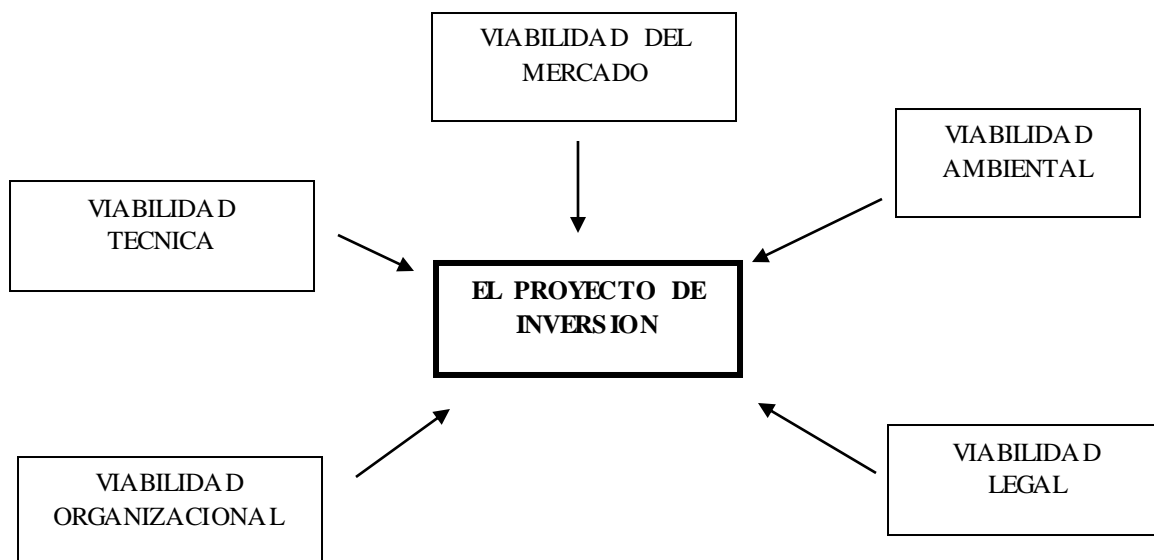 VIABILIDAD DEL
MERCADO
VIABILIDAD
AMBIENTAL
VIABILIDAD
TECNICA
EL PROYECTO DE
INVERSION
VIABILIDAD
LEGAL
VIABILIDAD
ORGANIZACIONAL